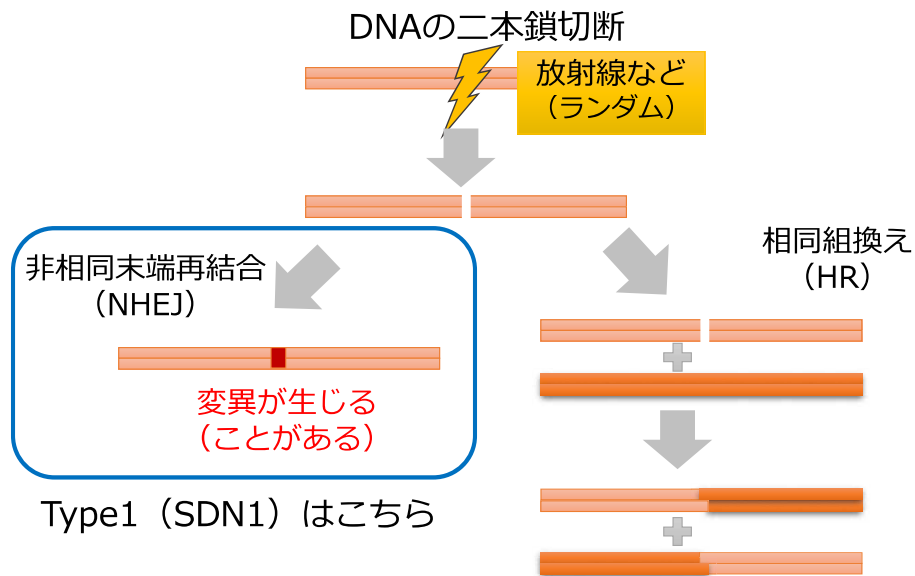 DNAの二本鎖切断
放射線など
（ランダム）
非相同末端再結合
（NHEJ）
変異が生じる
（ことがある）
Type1（SDN1）はこちら
相同組換え
（HR）